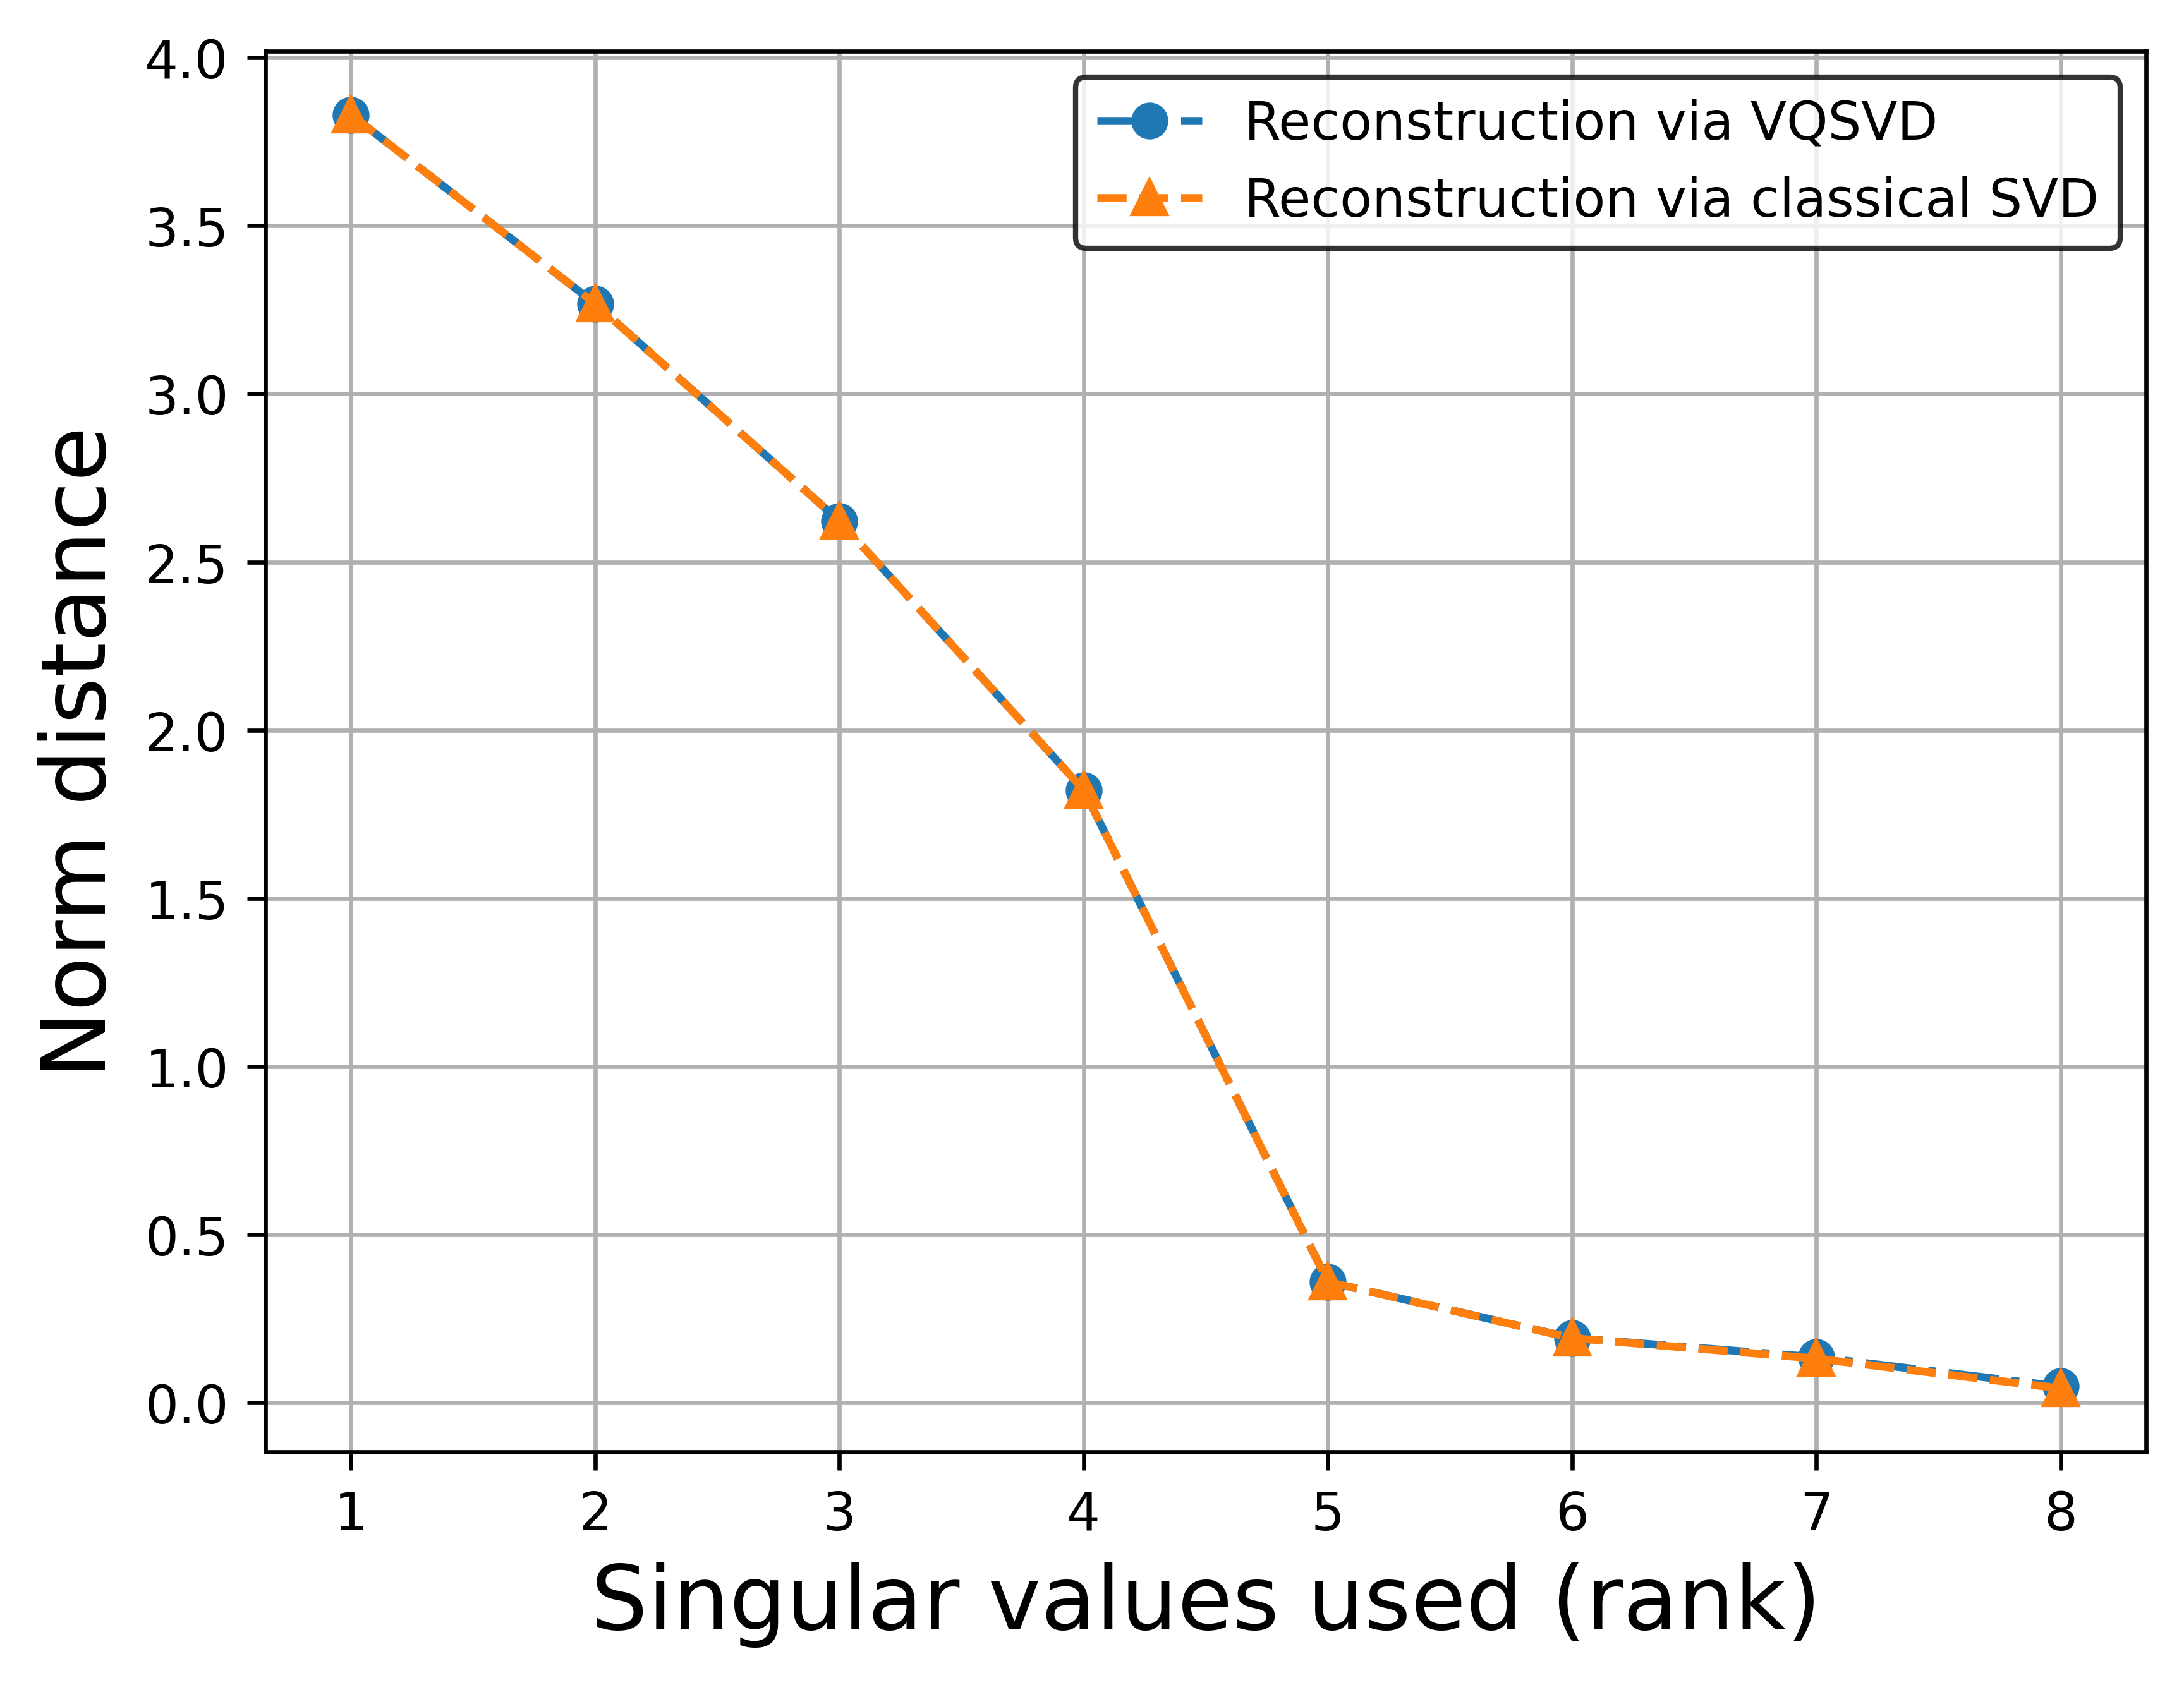 Reconstruction via VQSVD
Reconstruction via classical SVD
Norm distance
4.0
3.5
3.0
2.5
2.0
1.5
1.0
0.5
0.0
1 2 3 4 5 6 7 8
Singular values used (rank)